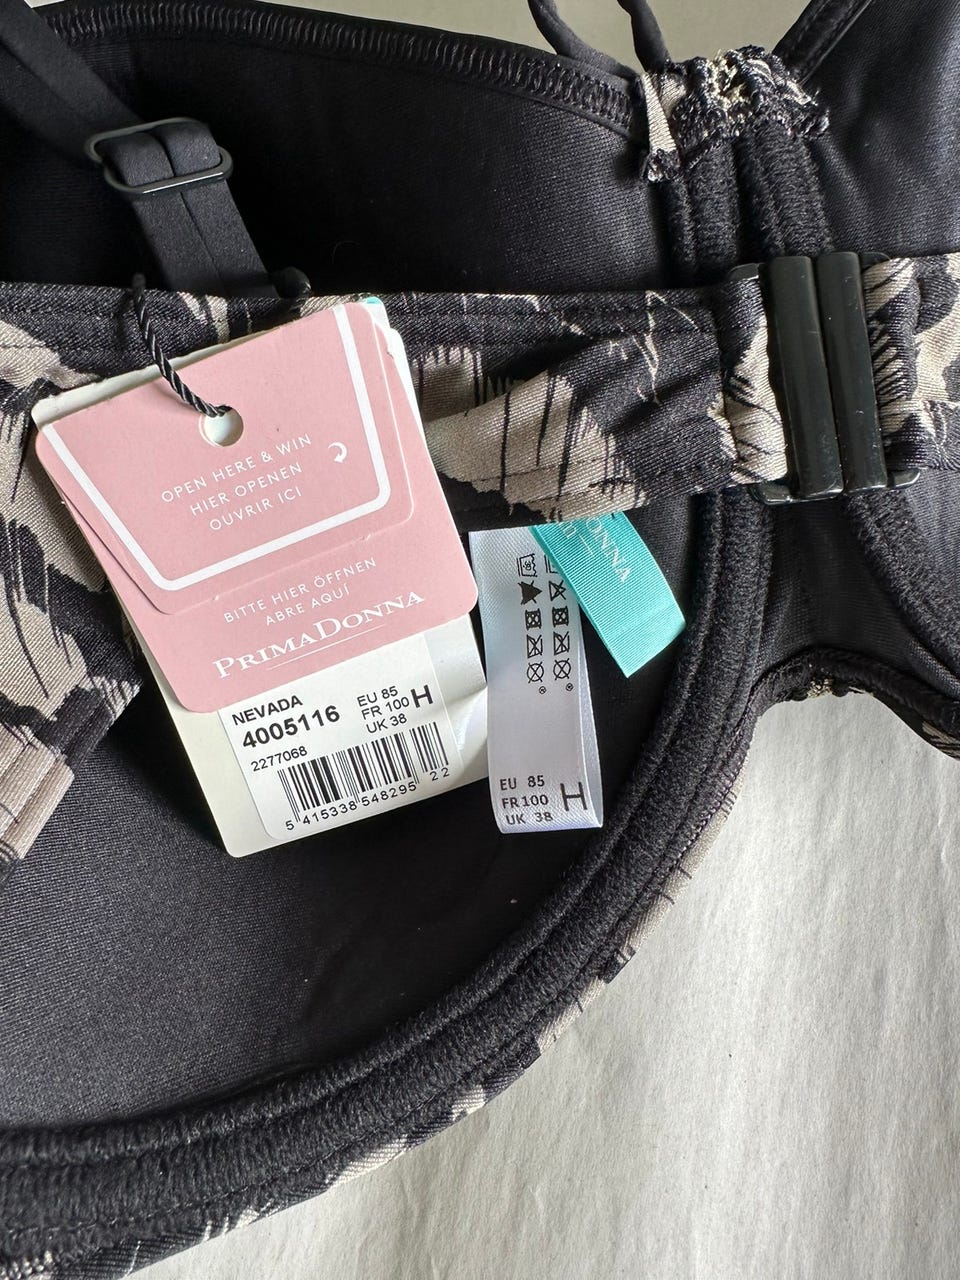 OPEN HERE & WIN
HIER OPENEN
OUVRIR ICI
BITTE HIER ÖFFNEN
ABRE AQUÍ
PRIMADONNA
NEVADA
4005116
2277068
EU 85
FR 100
UK 38
H
5 415338 548295 22
EU 85
FR 100
UK 38
H